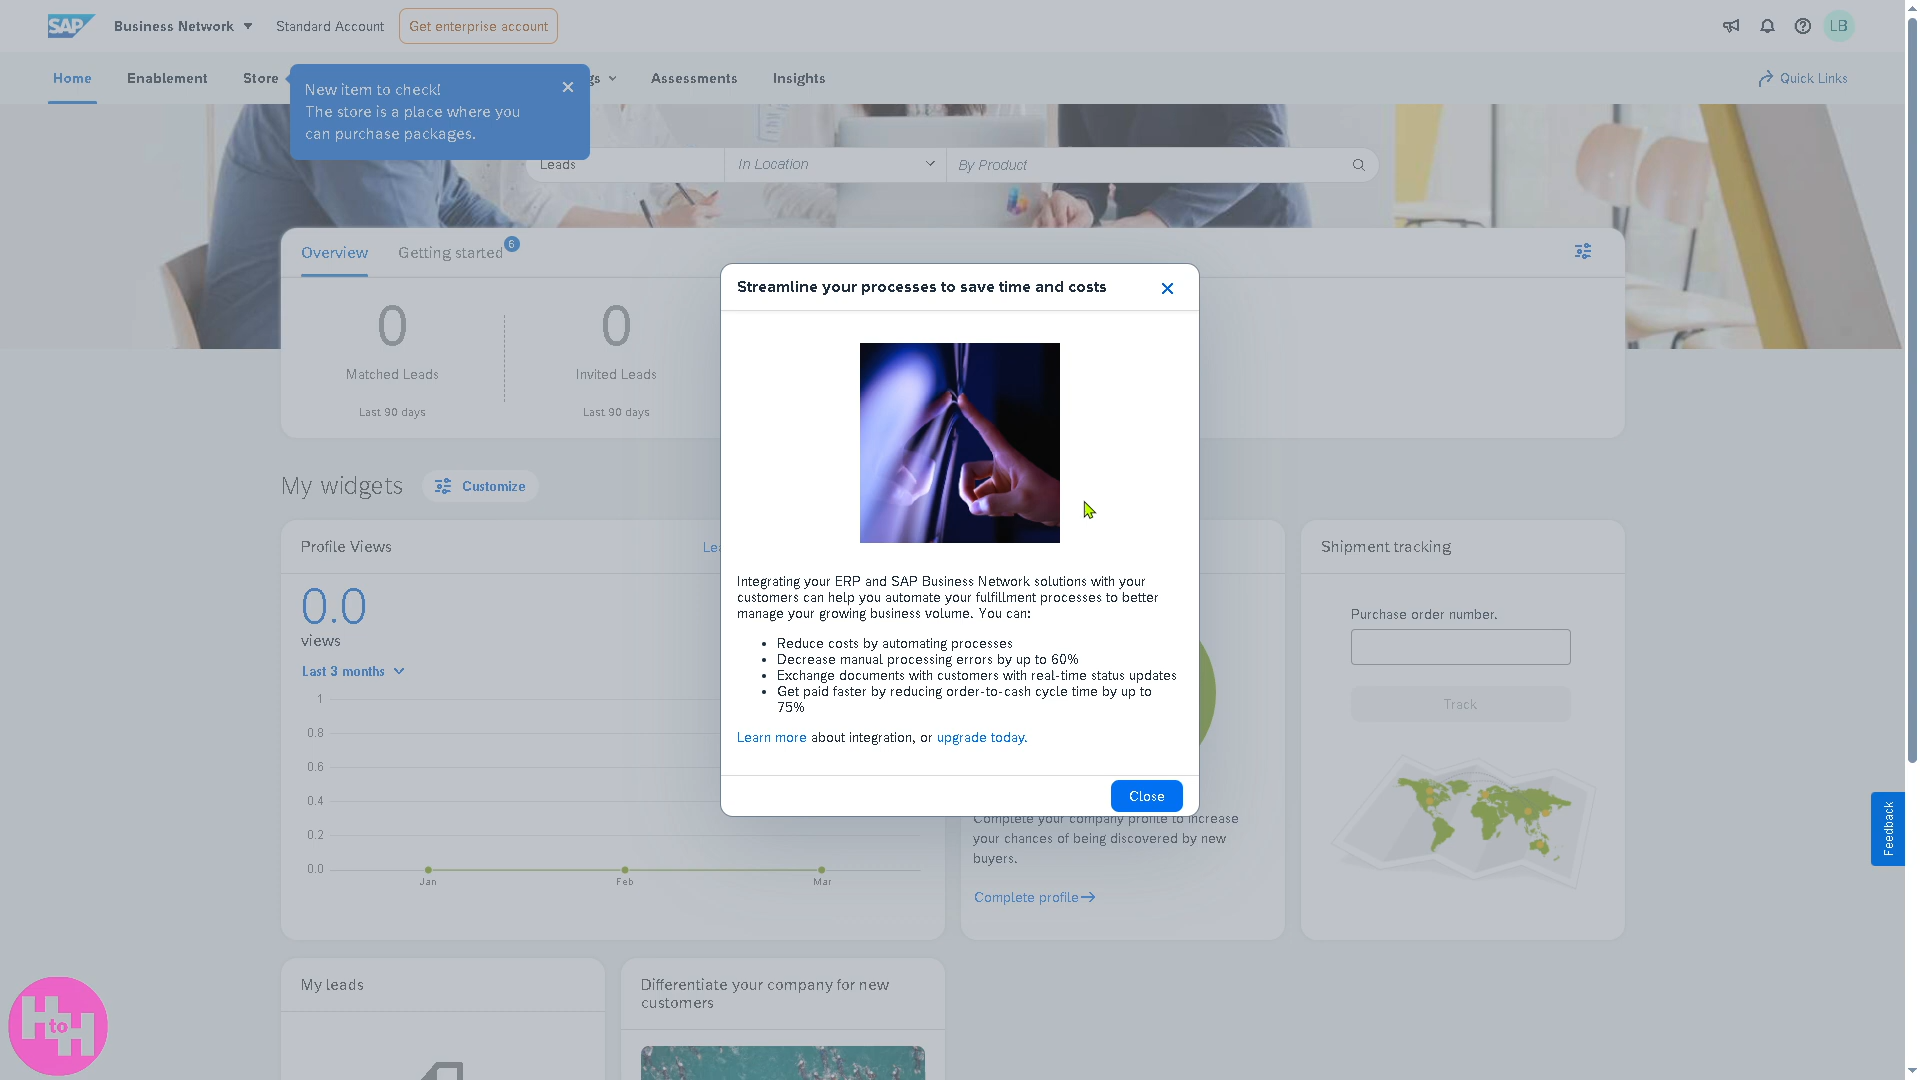 SAP
Business Network
Standard Account
Get enterprise account
LB
Home
Enablement
Store
gs
Assessments
Insights
Quick Links
New item to check!
The store is a place where you
can purchase packages.
Leads
In Location
By Product
Overview
Getting started
6
0
Matched Leads
Last 90 days
0
Invited Leads
Last 90 days
My widgets
Customize
Profile Views
Lea
0.0
views
Last 3 months
1
0.8
0.6
0.4
0.2
0.0
Jan
Feb
Mar
Streamline your processes to save time and costs
Integrating your ERP and SAP Business Network solutions with your
customers can help you automate your fulfillment processes to better
manage your growing business volume. You can:
• Reduce costs by automating processes
• Decrease manual processing errors by up to 60%
• Exchange documents with customers with real-time status updates
• Get paid faster by reducing order-to-cash cycle time by up to
75%
Learn more about integration, or upgrade today.
Close
Complete your company profile to increase
your chances of being discovered by new
buyers.
Complete profile
Shipment tracking
Purchase order number.
Track
Feedback
My leads
Differentiate your company for new
customers
H to H